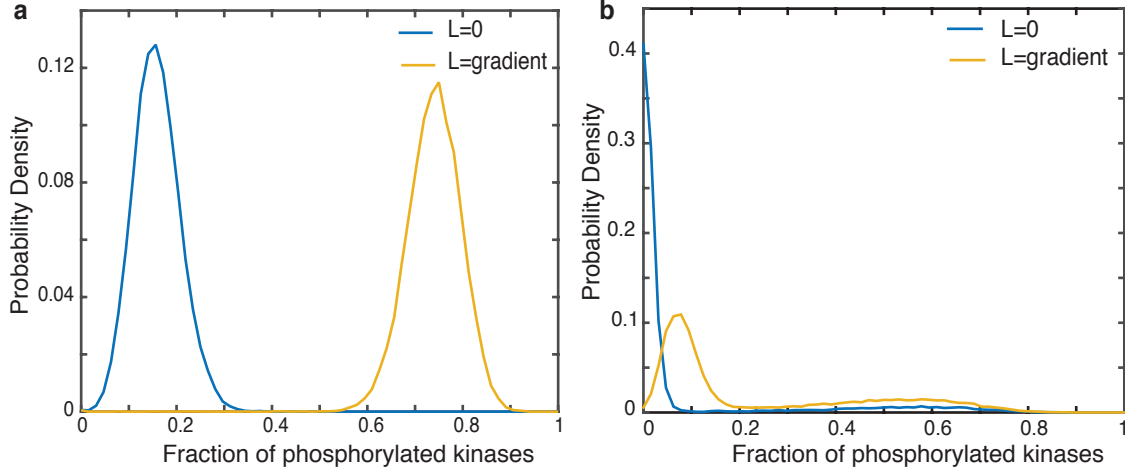 a
L=0
L=gradient
0.12
0.08
0.04
0
0 0.2 0.4 0.6 0.8 1
Probability Density
Fraction of phosphorylated kinases
b
L=0
L=gradient
0.4
0.3
0.2
0.1
0
0 0.2 0.4 0.6 0.8 1
Probability Density
Fraction of phosphorylated kinases